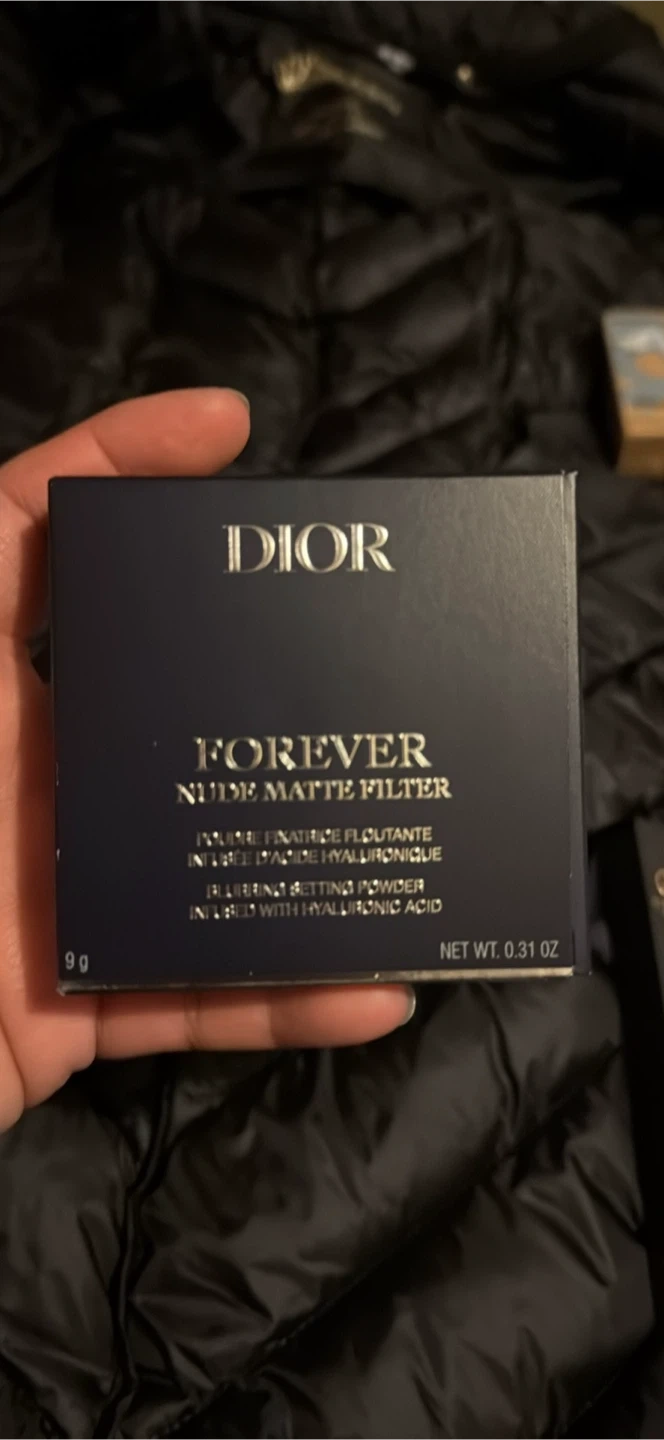 DIOR
FOREVER
NUDE MATTE FILTER
POUDRE FIXATRICE FLOUTANTE
INFUSÉE D'ACIDE HYALURONIQUE
BLURRING SETTING POWDER
INFUSED WITH HYALURONIC ACID
9 g
NET WT. 0.31 OZ